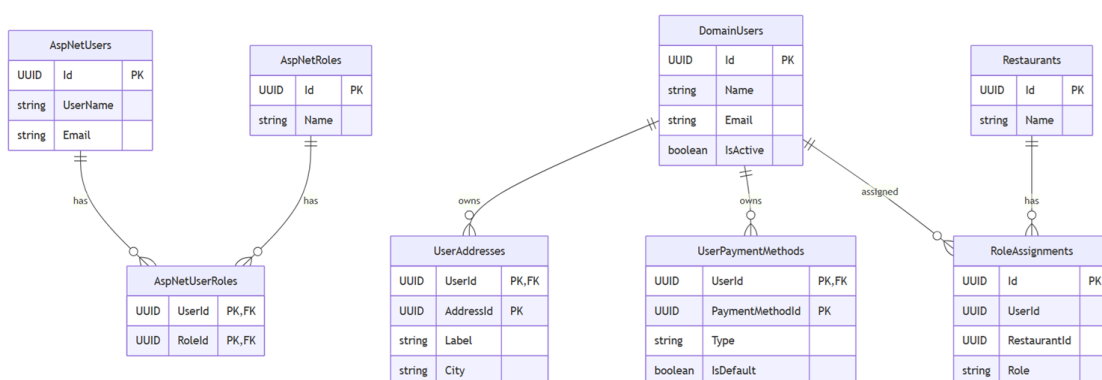 AspNetUsers
UUID Id PK
string UserName
string Email
AspNetRoles
UUID Id PK
string Name
DomainUsers
UUID Id PK
string Name
string Email
boolean IsActive
Restaurants
UUID Id PK
string Name
has
has
owns
owns
assigned
has
AspNetUserRoles
UUID UserId PK,FK
UUID RoleId PK,FK
UserAddresses
UUID UserId PK,FK
UUID AddressId PK
string Label
string City
UserPaymentMethods
UUID UserId PK,FK
UUID PaymentMethodId PK
string Type
boolean IsDefault
RoleAssignments
UUID Id PK
UUID UserId
UUID RestaurantId
string Role